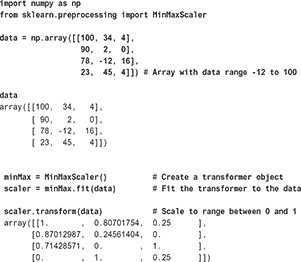 import numpy as np
from sklearn.preprocessing import MinMaxScaler
data = np.array([[100, 34, 4],
90, 2, 0],
78, -12, 16],
23, 45, 4]]) # Array with data range -12 to 100
data
array([[100, 34, 4],
[ 90, 2, 0],
[ 78, -12, 16],
[ 23, 45, 4]])
minMax = MinMaxScaler() # Create a transformer object
scaler = minMax.fit(data) # Fit the transformer to the data
scaler.transform(data) # Scale to range between 0 and 1
array([[1. , 0.80701754, 0.25 ],
[0.87012987, 0.24561404, 0. ],
[0.71428571, 0. , 1. ],
[0. , 1. , 0.25 ]])